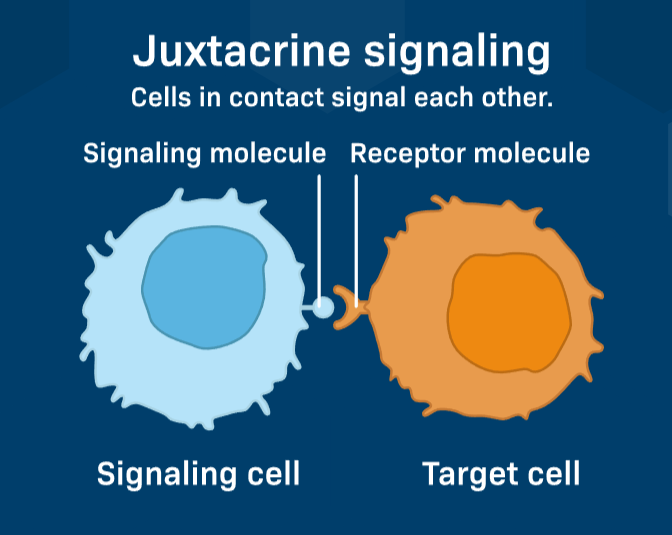 Juxtacrine signaling
Cells in contact signal each other.
Signaling molecule
Receptor molecule
Signaling cell
Target cell